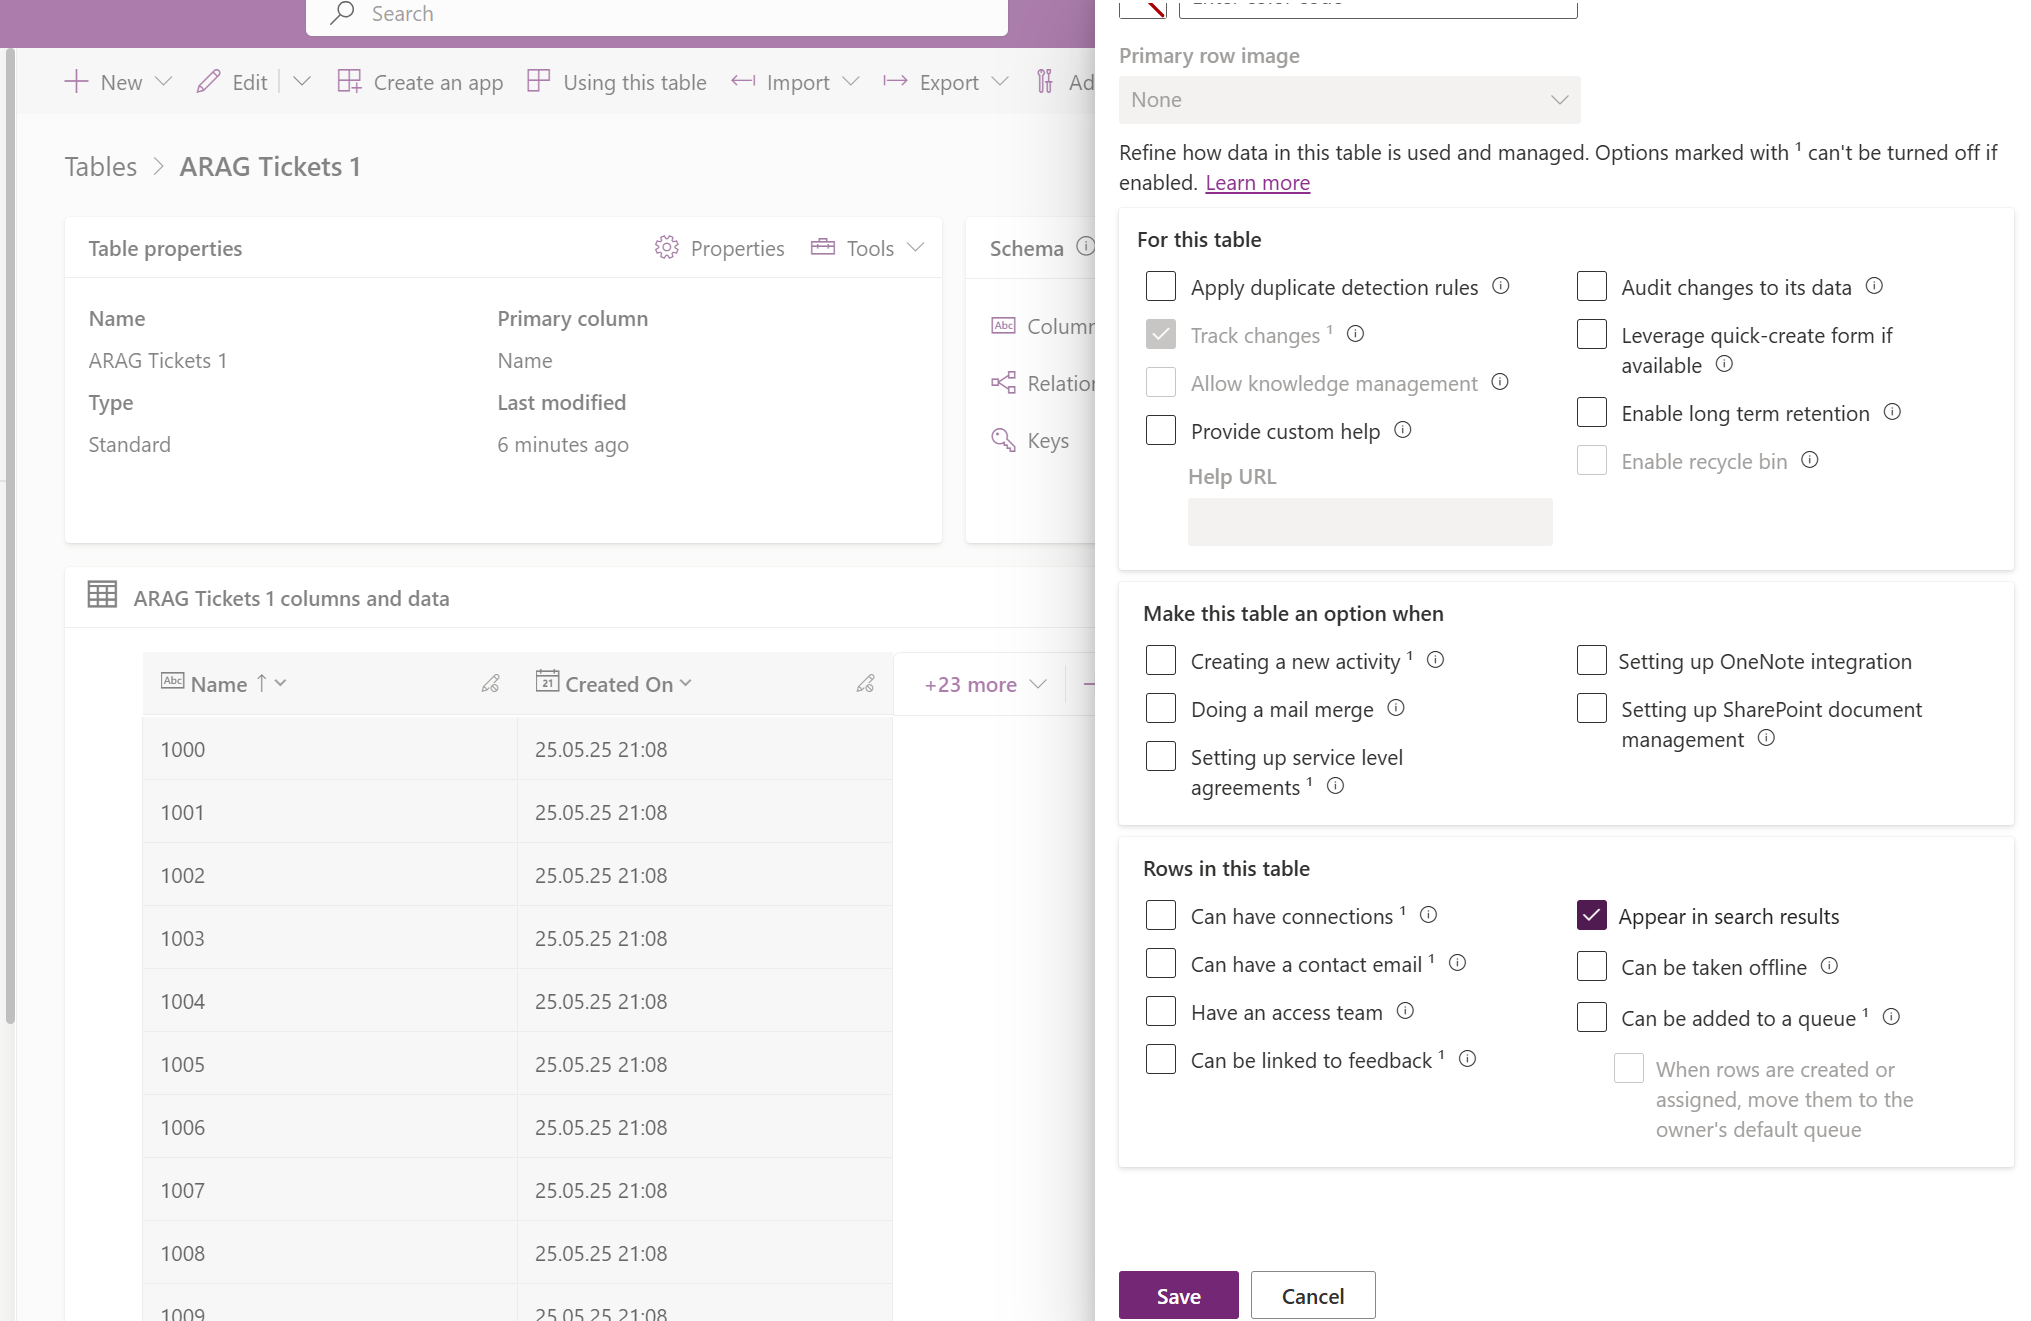 Search
New
Edit
Create an app
Using this table
Import
Export
Tables > ARAG Tickets 1
Table properties
Properties
Tools
Name
Primary column
ARAG Tickets 1
Name
Type
Last modified
Standard
6 minutes ago
Schema
Abc
Keys
ARAG Tickets 1 columns and data
Abc Name
21 Created On
+23 more
1000 25.05.25 21:08
1001 25.05.25 21:08
1002 25.05.25 21:08
1003 25.05.25 21:08
1004 25.05.25 21:08
1005 25.05.25 21:08
1006 25.05.25 21:08
1007 25.05.25 21:08
1008 25.05.25 21:08
1009 25.05.25 21:08
Primary row image
None
Refine how data in this table is used and managed. Options marked with ¹ can't be turned off if
enabled. Learn more
For this table
Apply duplicate detection rules
Track changes ¹
Allow knowledge management
Provide custom help
Help URL
Audit changes to its data
Leverage quick-create form if
available
Enable long term retention
Enable recycle bin
Make this table an option when
Creating a new activity ¹
Doing a mail merge
Setting up service level
agreements ¹
Setting up OneNote integration
Setting up SharePoint document
management
Rows in this table
Can have connections ¹
Can have a contact email ¹
Have an access team
Can be linked to feedback ¹
Appear in search results
Can be taken offline
Can be added to a queue ¹
When rows are created or
assigned, move them to the
owner's default queue
Save
Cancel